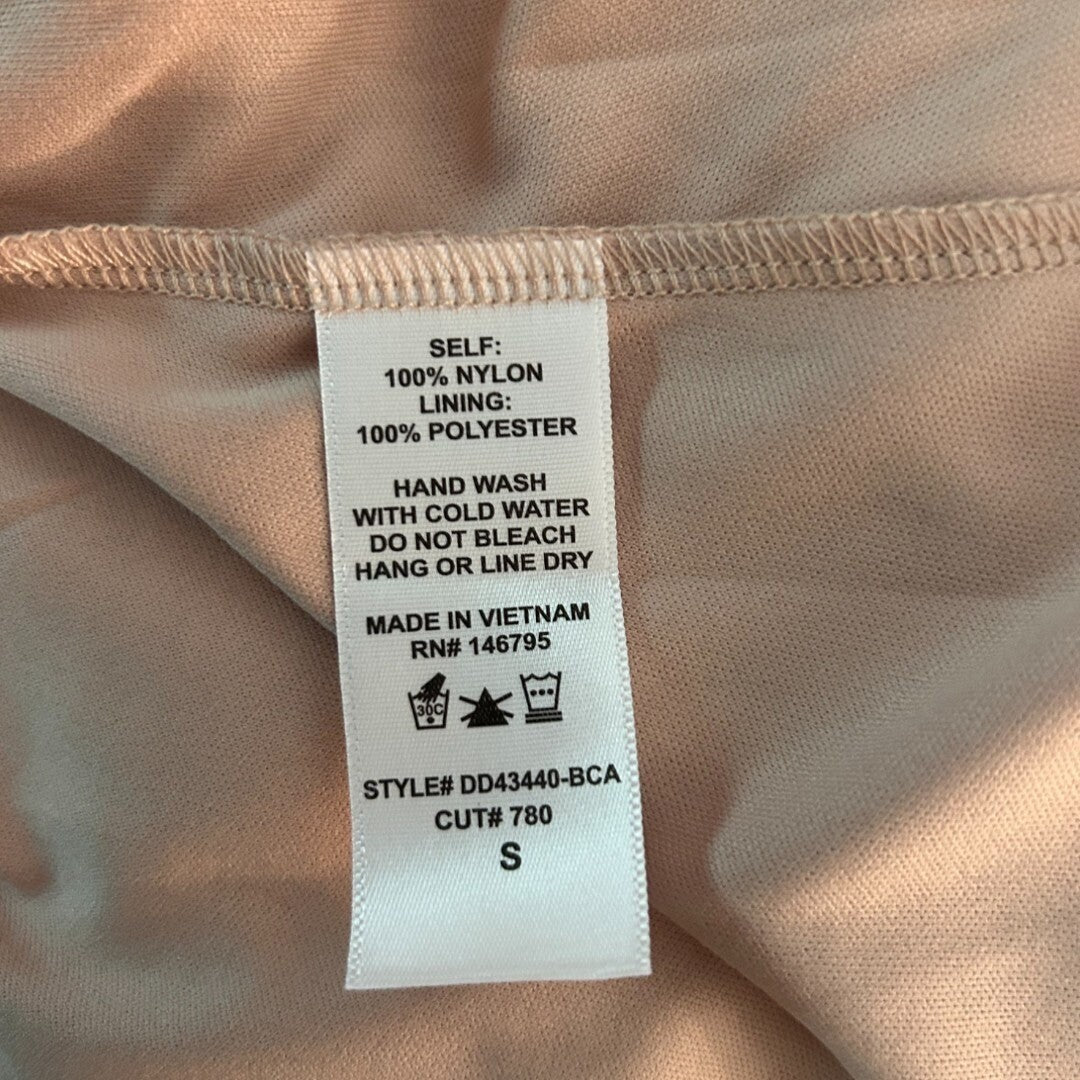 SELF:
100% NYLON
LINING:
100% POLYESTER
HAND WASH
WITH COLD WATER
DO NOT BLEACH
HANG OR LINE DRY
MADE IN VIETNAM
RN# 146795
30C
STYLE# DD43440-BCA
CUT# 780
S